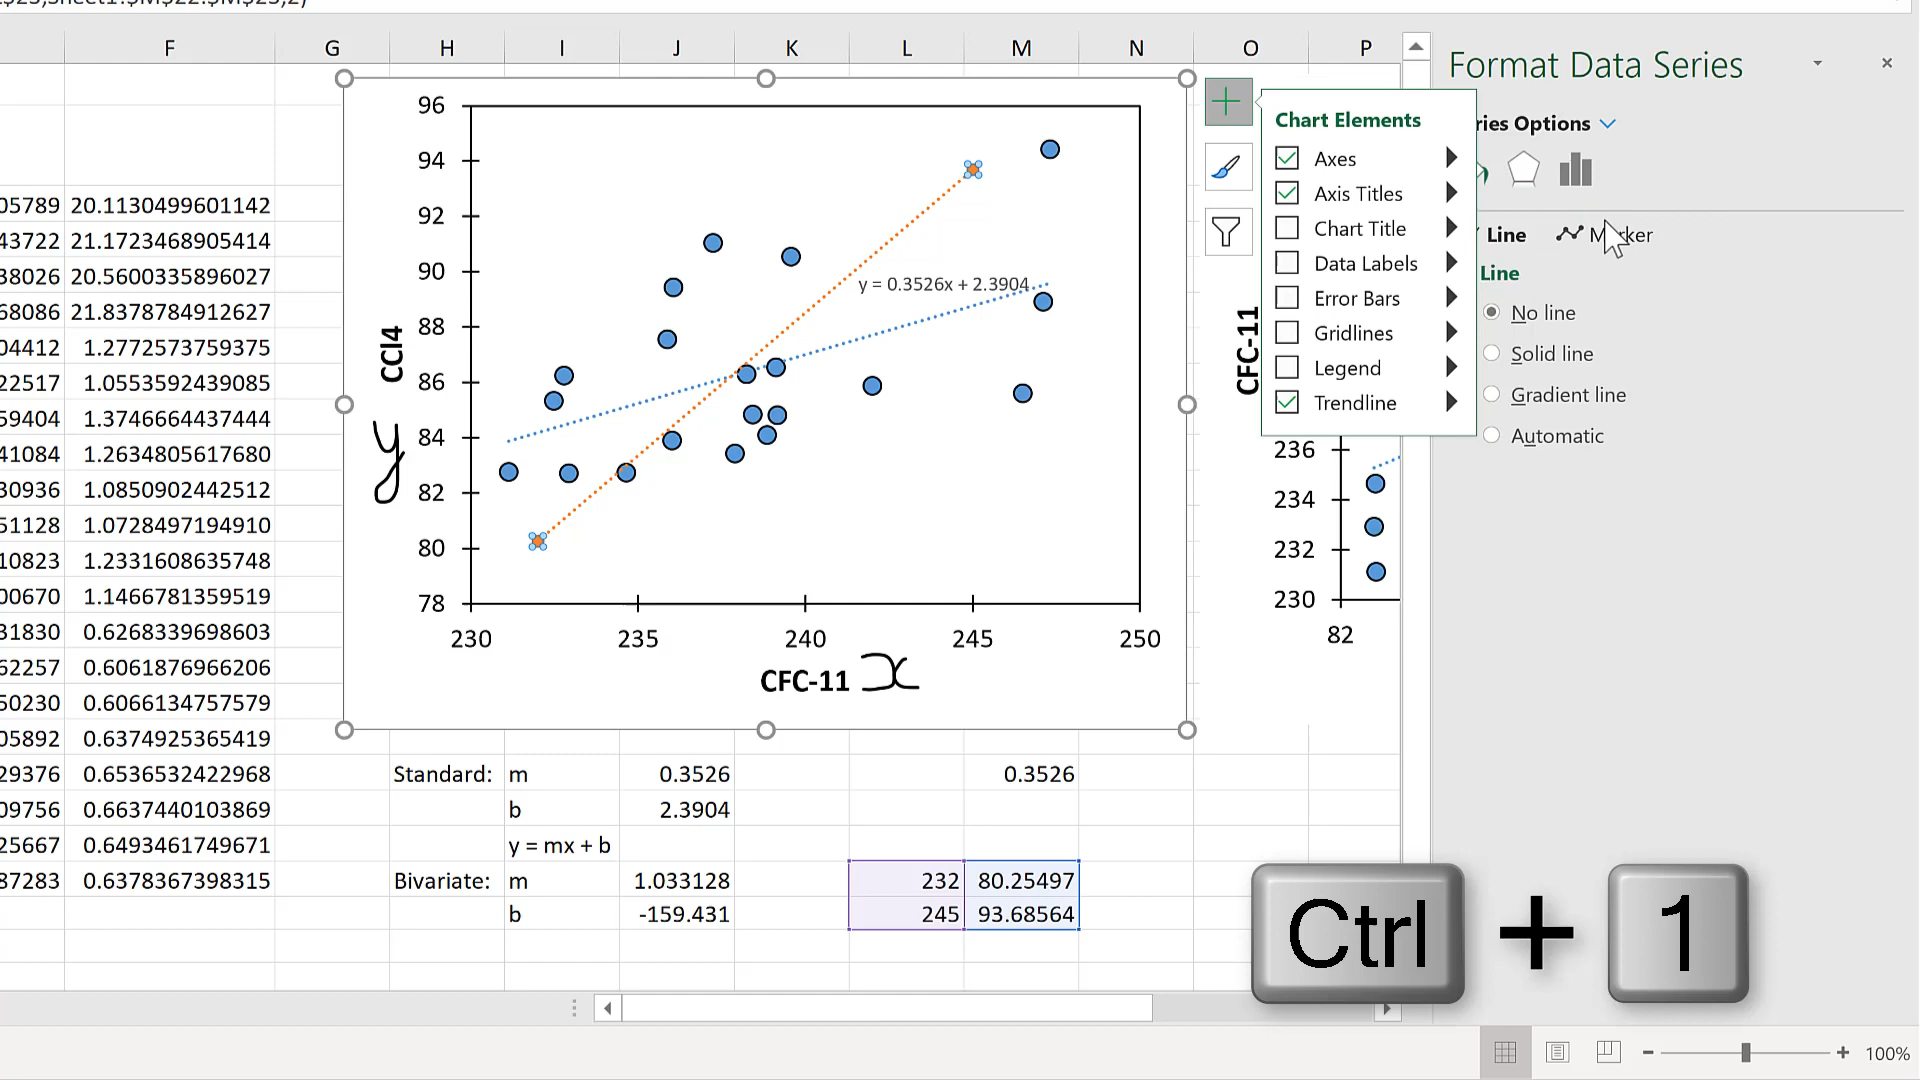 F G H I J K L M N O P
05789 20.1130499601142
43722 21.1723468905414
38026 20.5600335896027
68086 21.8378784912627
04412 1.2772573759375
22517 1.0553592439085
59404 1.3746664437444
41084 1.2634805617680
30936 1.0850902442512
51128 1.0728497194910
10823 1.2331608635748
00670 1.1466781359519
31830 0.6268339698603
62257 0.6061876966206
50230 0.6066134757579
05892 0.6374925365419
29376 0.6536532422968
09756 0.6637440103869
25667 0.6493461749671
87283 0.6378367398315
96
94
92
90
88
86
84
82
80
78
CCl4
y
y = 0.3526x + 2.3904
230 235 240 245 250
CFC-11 x
Standard: m 0.3526 0.3526
b 2.3904
y = mx + b
Bivariate: m 1.033128 232 80.25497
b -159.431 245 93.68564
Chart Elements
Axes
Axis Titles
Chart Title
Data Labels
Error Bars
Gridlines
Legend
Trendline
CFC-11
236
234
232
230
82
Format Data Series
ries Options
Line Marker
Line
No line
Solid line
Gradient line
Automatic
Ctrl + 1
100%